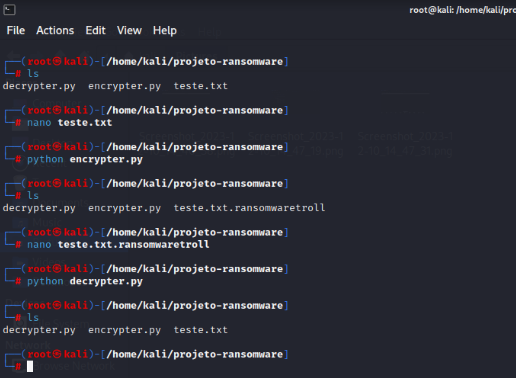 root@kali: /home/kali/pro
File Actions Edit View Help
┌──(root㉿kali)-[/home/kali/projeto-ransomware]
└─# ls
decrypter.py encrypter.py teste.txt
┌──(root㉿kali)-[/home/kali/projeto-ransomware]
└─# nano teste.txt
┌──(root㉿kali)-[/home/kali/projeto-ransomware]
└─# python encrypter.py
┌──(root㉿kali)-[/home/kali/projeto-ransomware]
└─# ls
decrypter.py encrypter.py teste.txt.ransomwaretroll
┌──(root㉿kali)-[/home/kali/projeto-ransomware]
└─# nano teste.txt.ransomwaretroll
┌──(root㉿kali)-[/home/kali/projeto-ransomware]
└─# python decrypter.py
┌──(root㉿kali)-[/home/kali/projeto-ransomware]
└─# ls
decrypter.py encrypter.py teste.txt
┌──(root㉿kali)-[/home/kali/projeto-ransomware]
└─#